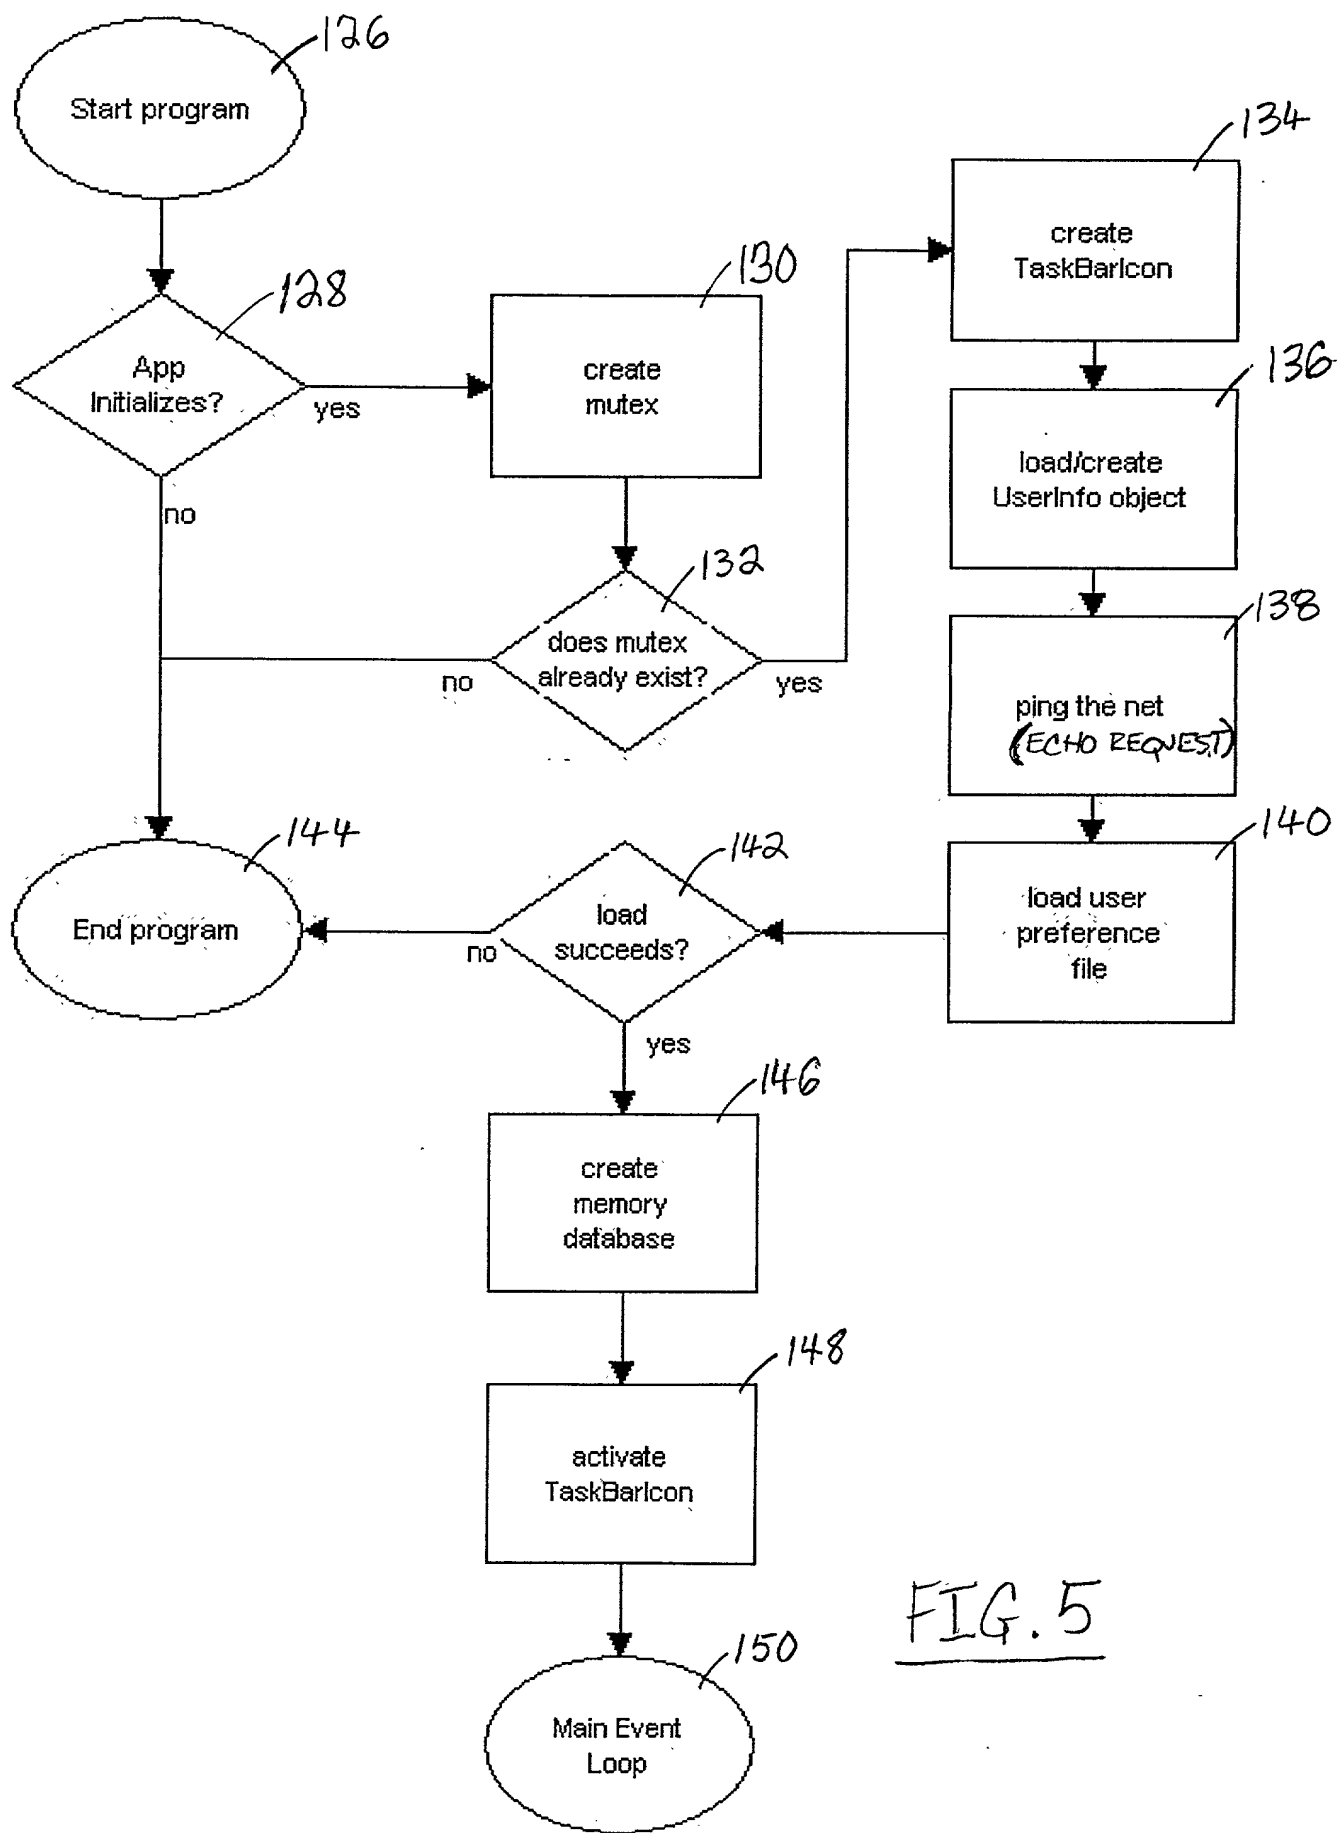 126
Start program
134
create
TaskBarIcon
130
128
create
mutex
App
Initializes?
yes
136
load/create
UserInfo object
no
132
does mutex
already exist?
no
yes
138
ping the net
(ECHO REQUEST)
144
142
140
End program
load
succeeds?
no
load user
preference
file
yes
146
create
memory
database
148
activate
TaskBarIcon
FIG. 5
150
Main Event
Loop